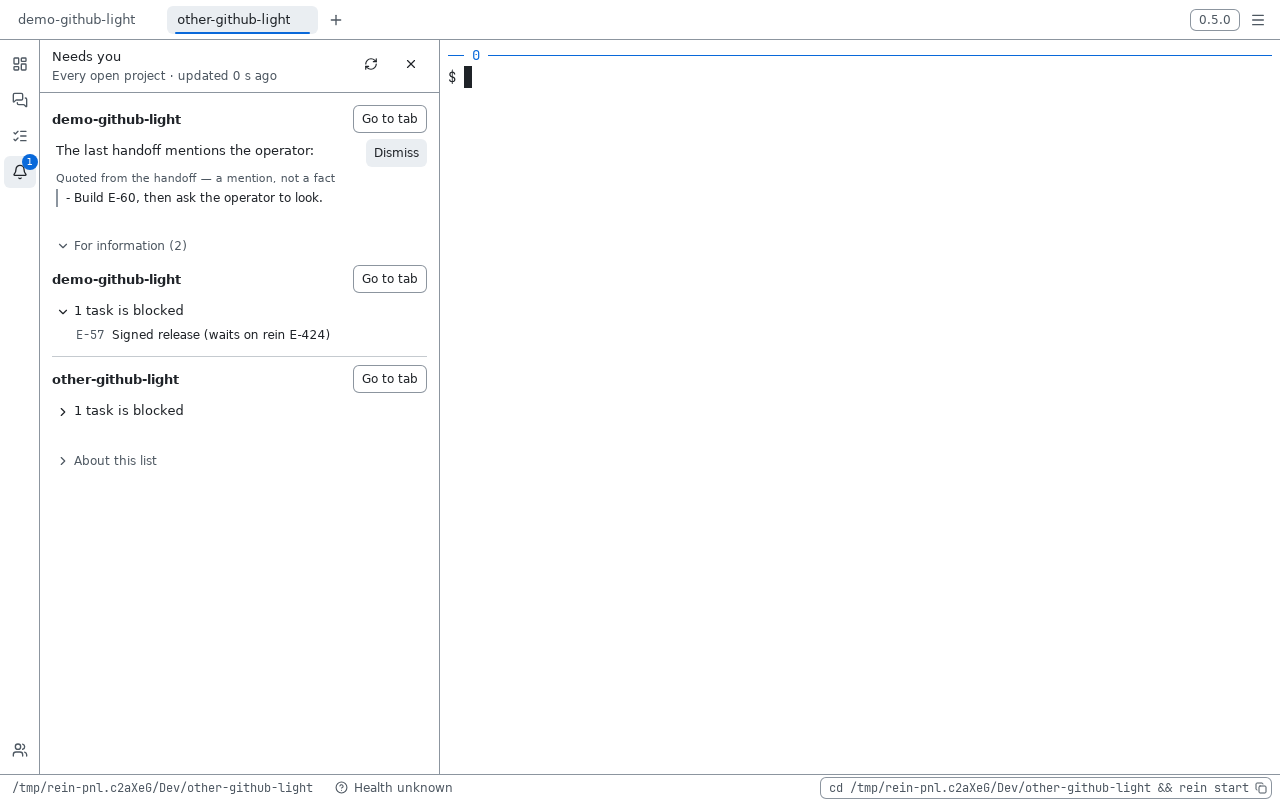 demo-github-light
other-github-light
0.5.0
Needs you
Every open project · updated 0 s ago
demo-github-light
Go to tab
The last handoff mentions the operator:
Dismiss
Quoted from the handoff — a mention, not a fact
- Build E-60, then ask the operator to look.
For information (2)
demo-github-light
Go to tab
1 task is blocked
E-57 Signed release (waits on rein E-424)
other-github-light
Go to tab
1 task is blocked
About this list
1
0
$
/tmp/rein-pnl.c2aXeG/Dev/other-github-light
Health unknown
cd /tmp/rein-pnl.c2aXeG/Dev/other-github-light && rein start